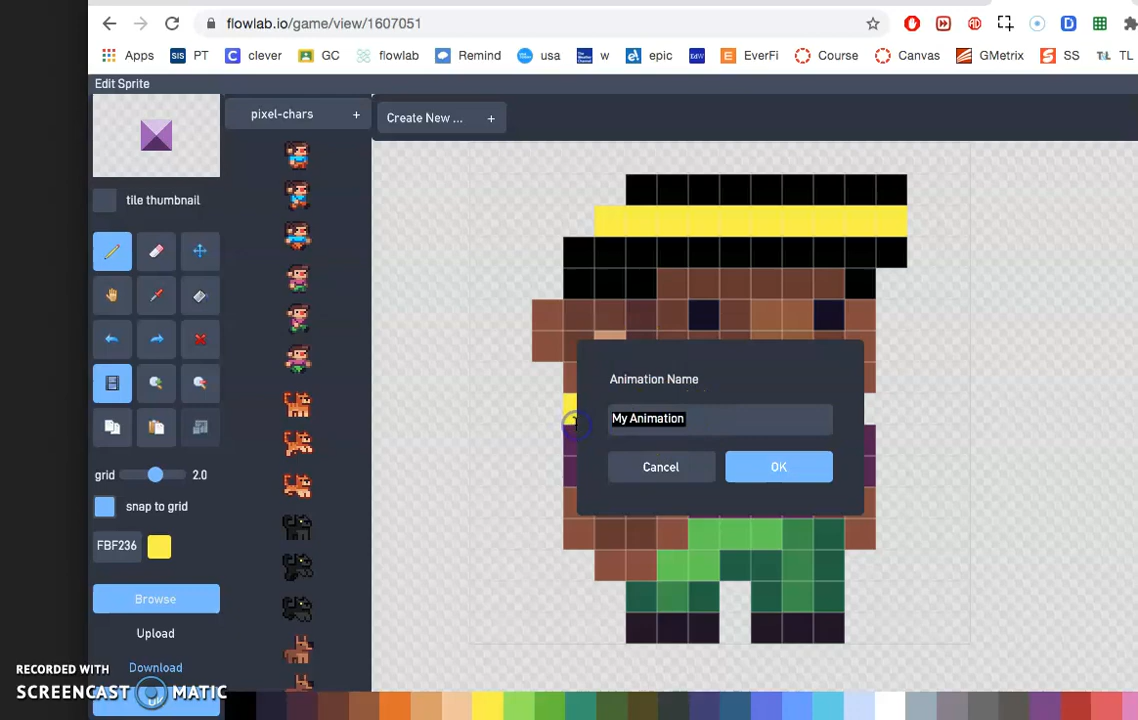 flowlab.io/game/view/1607051
Apps SIS PT C clever GC flowlab Remind usa w epic EdW E EverFi Course Canvas GMetrix S SS TL
Edit Sprite
pixel-chars +
Create New ... +
tile thumbnail
Animation Name
My Animation
Cancel OK
grid 2.0
snap to grid
FBF236
Browse
Upload
Download
RECORDED WITH
SCREENCAST MATIC